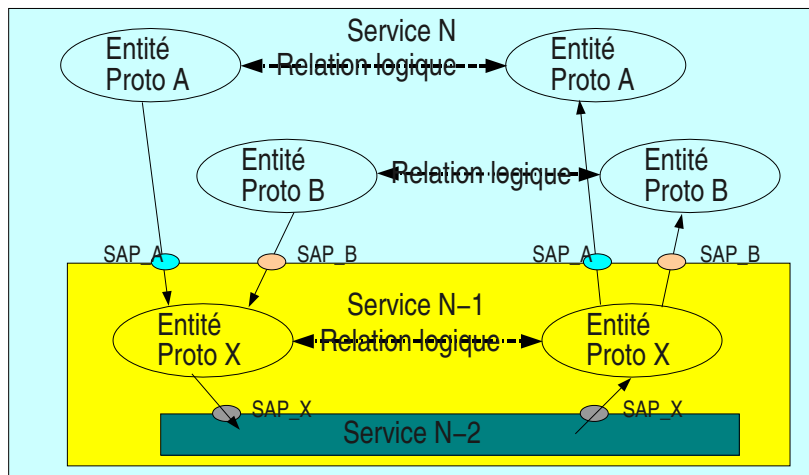 Service N
Entité
Proto A
Relation logique
Entité
Proto A
Entité
Proto B
Relation logique
Entité
Proto B
SAP_A
SAP_B
SAP_A
SAP_B
Entité
Proto X
Service N−1
Relation logique
Entité
Proto X
SAP_X
SAP_X
Service N−2